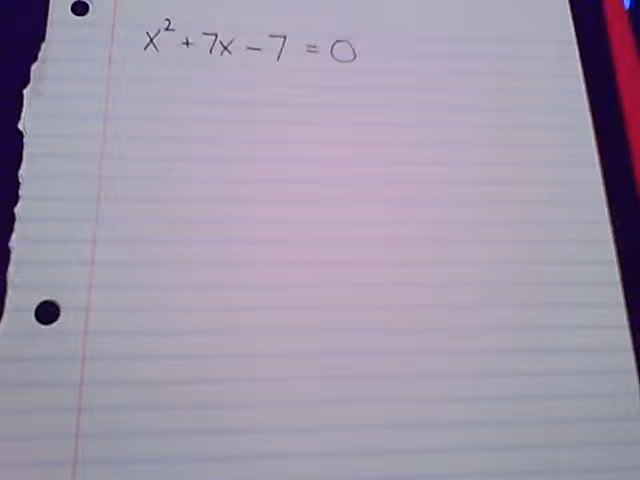 x² + 7x - 7 = 0